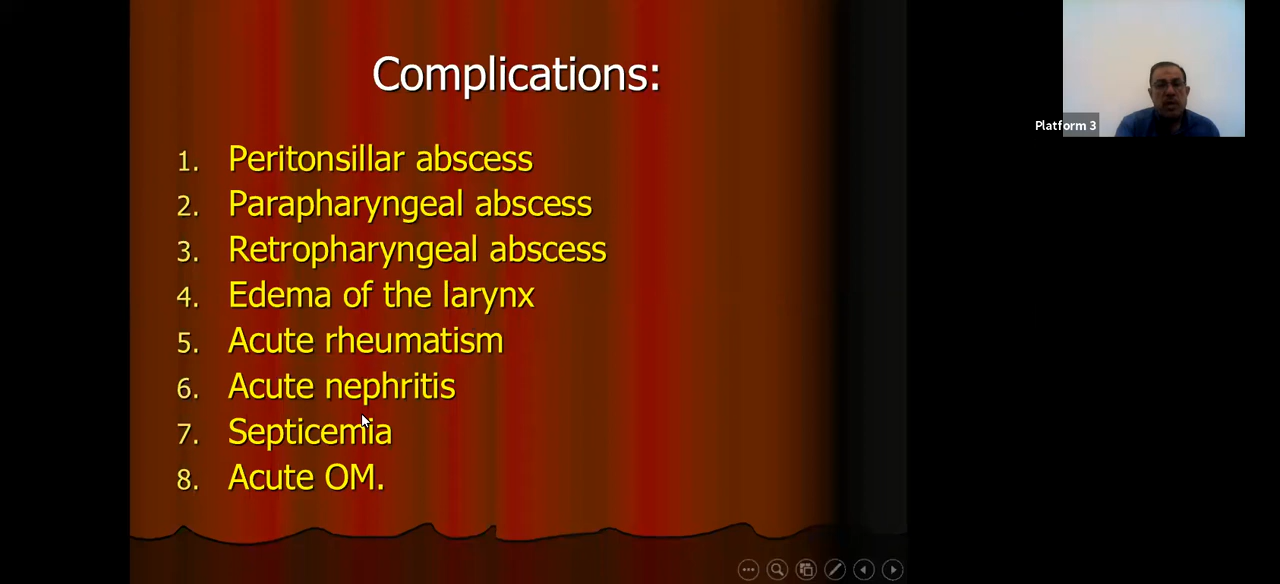 Complications:
1. Peritonsillar abscess
2. Parapharyngeal abscess
3. Retropharyngeal abscess
4. Edema of the larynx
5. Acute rheumatism
6. Acute nephritis
7. Septicemia
8. Acute OM.
Platform 3